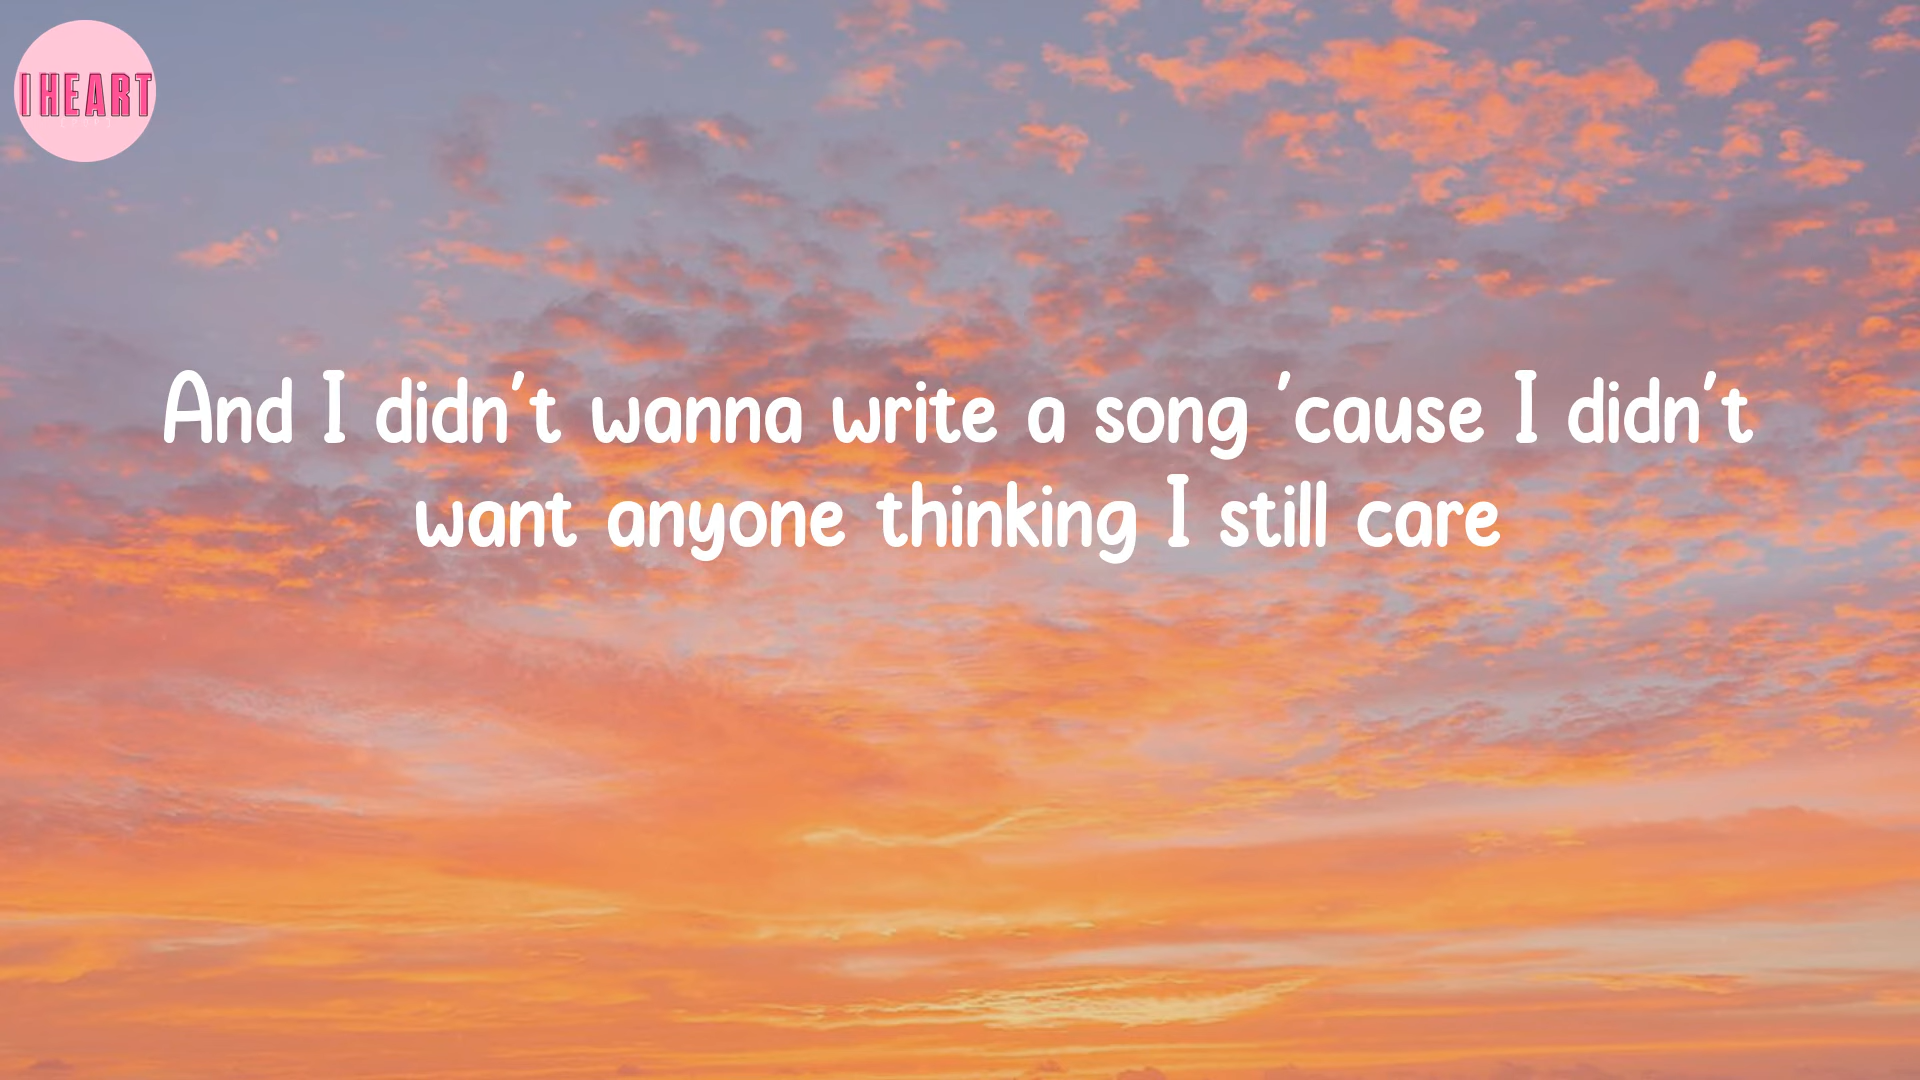 I HEART
And I didn't wanna write a song 'cause I didn't
want anyone thinking I still care